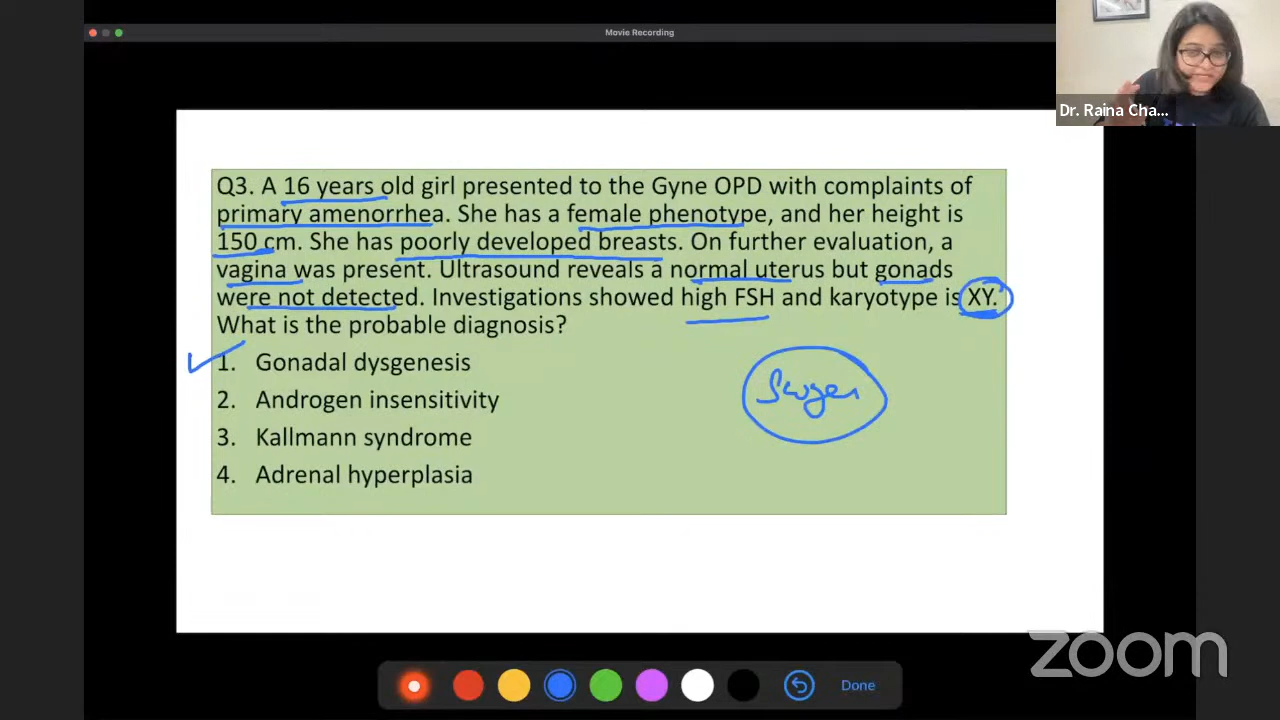 Movie Recording
Dr. Raina Cha...
Q3. A 16 years old girl presented to the Gyne OPD with complaints of
primary amenorrhea. She has a female phenotype, and her height is
150 cm. She has poorly developed breasts. On further evaluation, a
vagina was present. Ultrasound reveals a normal uterus but gonads
were not detected. Investigations showed high FSH and karyotype is XY.
What is the probable diagnosis?
1. Gonadal dysgenesis
2. Androgen insensitivity
3. Kallmann syndrome
4. Adrenal hyperplasia
zoom
Done